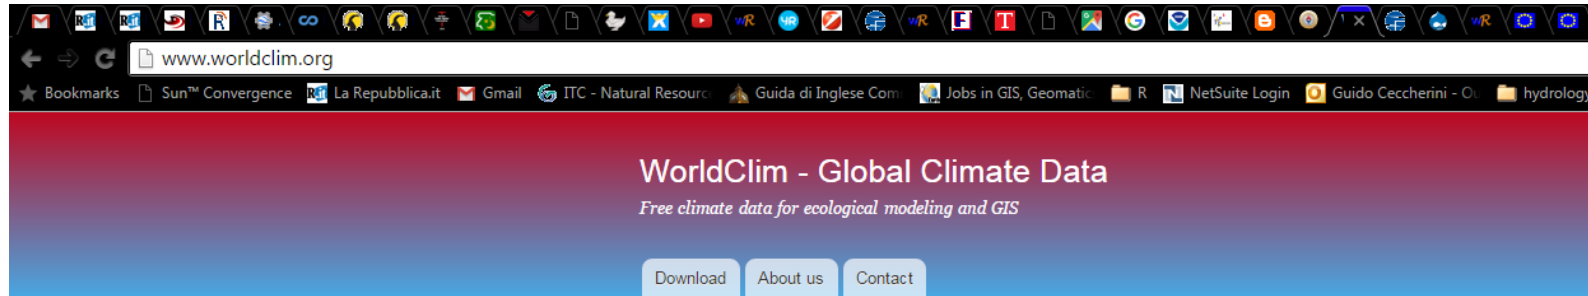 www.worldclim.org
Bookmarks Sun™ Convergence La Repubblica.it Gmail ITC - Natural Resourc Guida di Inglese Com Jobs in GIS, Geomatic R NetSuite Login Guido Ceccherini - Ou hydrology
WorldClim - Global Climate Data
Free climate data for ecological modeling and GIS
Download About us Contact